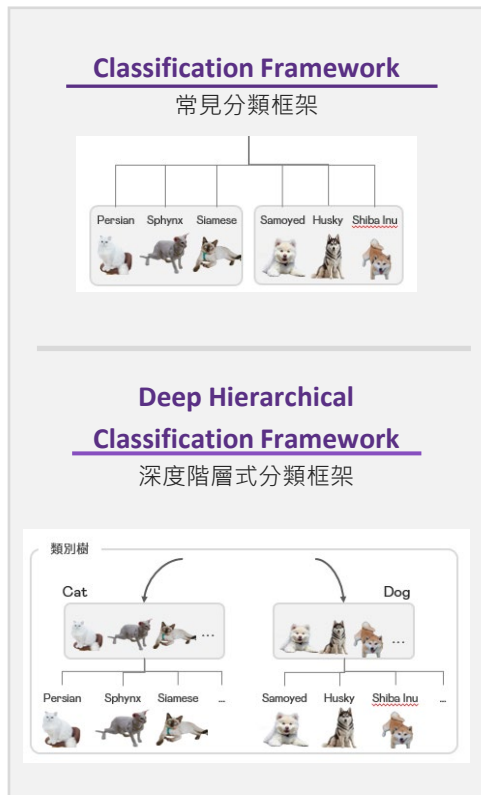 Classification Framework
常見分類框架
Persian Sphynx Siamese Samoyed Husky Shiba Inu
Deep Hierarchical
Classification Framework
深度階層式分類框架
類別樹
Cat Dog
... ...
Persian Sphynx Siamese ... Samoyed Husky Shiba Inu ...